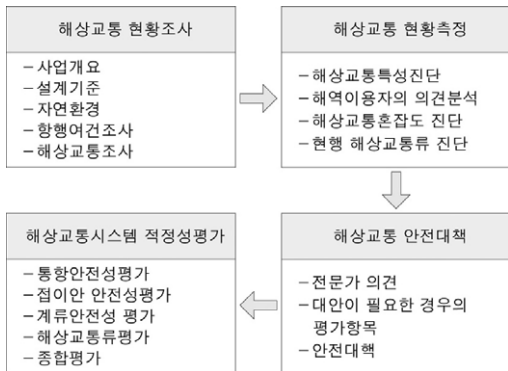 해상교통 현황조사
– 사업개요
– 설계기준
– 자연환경
– 항행여건조사
– 해상교통조사
해상교통 현황측정
– 해상교통특성진단
– 해역이용자의 의견분석
– 해상교통혼잡도 진단
– 현행 해상교통류 진단
해상교통 안전대책
– 전문가 의견
– 대안이 필요한 경우의
평가항목
– 안전대핵
해상교통시스템 적정성평가
– 통항안전성평가
– 접이안 안전성평가
– 계류안전성 평가
– 해상교통류평가
– 종합평가